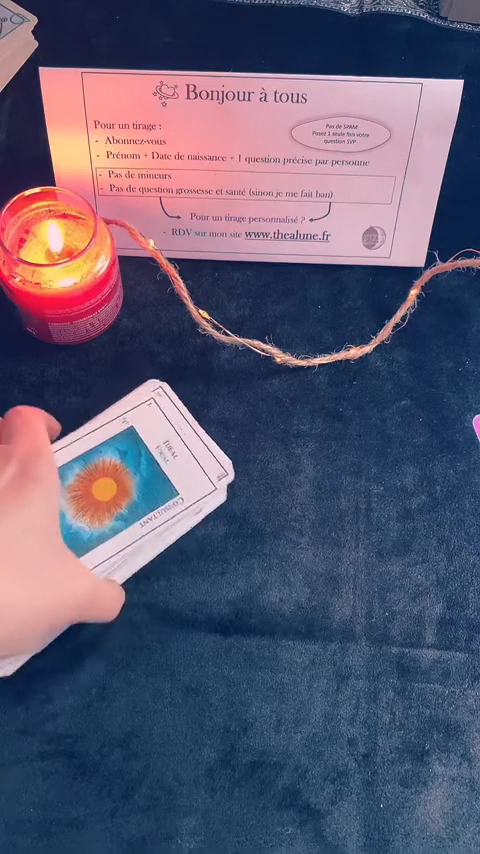 Bonjour à tous
Pour un tirage :
Pas de SPAM
Posez 1 seule fois votre
question SVP
- Abonnez-vous
- Prénom + Date de naissance + 1 question précise par personne
- Pas de mineurs
- Pas de question grossesse et santé (sinon je me fait ban)
Pour un tirage personnalisé ?
- RDV sur mon site www.thealune.fr
CONSULTANT